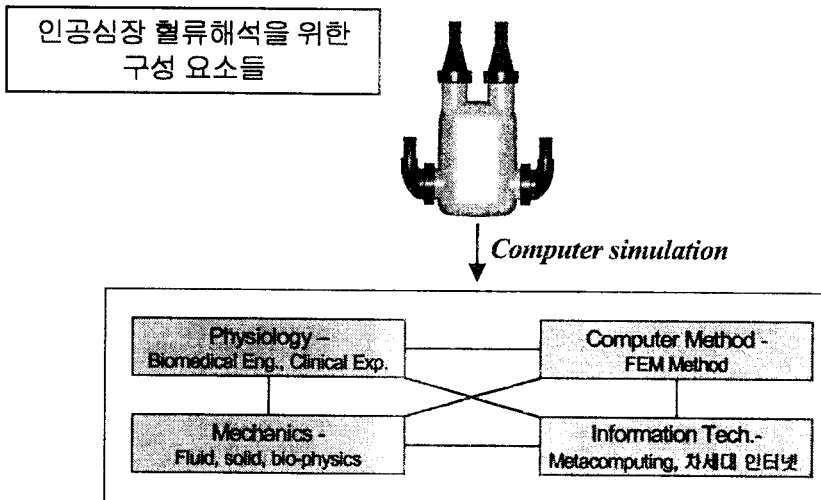 인공심장 혈류해석을 위한
구성 요소들
Computer simulation
Physiology –
Biomedical Eng., Clinical Exp.
Computer Method -
FEM Method
Mechanics -
Fluid, solid, bio-physics
Information Tech.-
Metacomputing, 차세대 인터넷